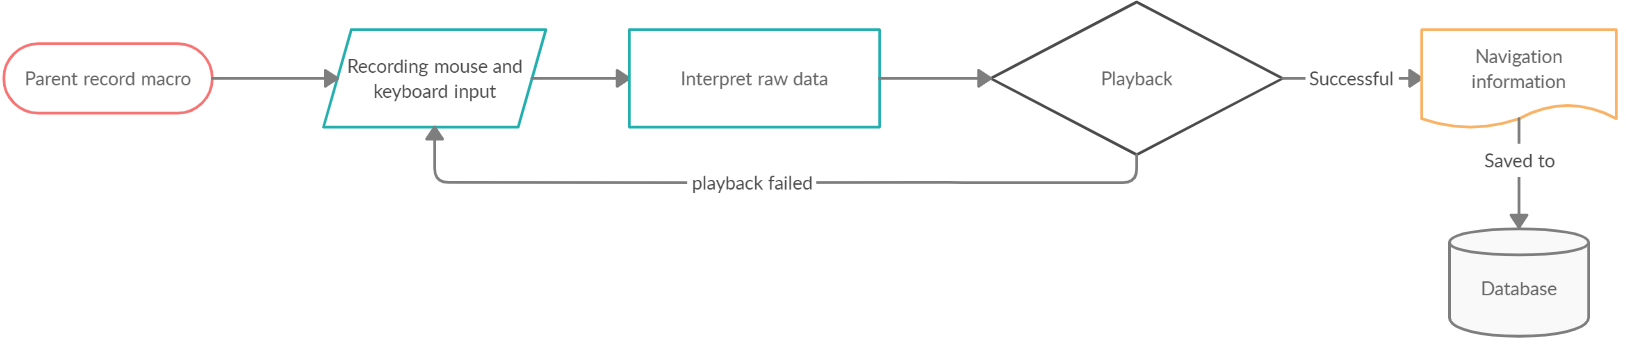 Parent record macro
Recording mouse and
keyboard input
Interpret raw data
Playback
Successful
Navigation
information
playback failed
Saved to
Database